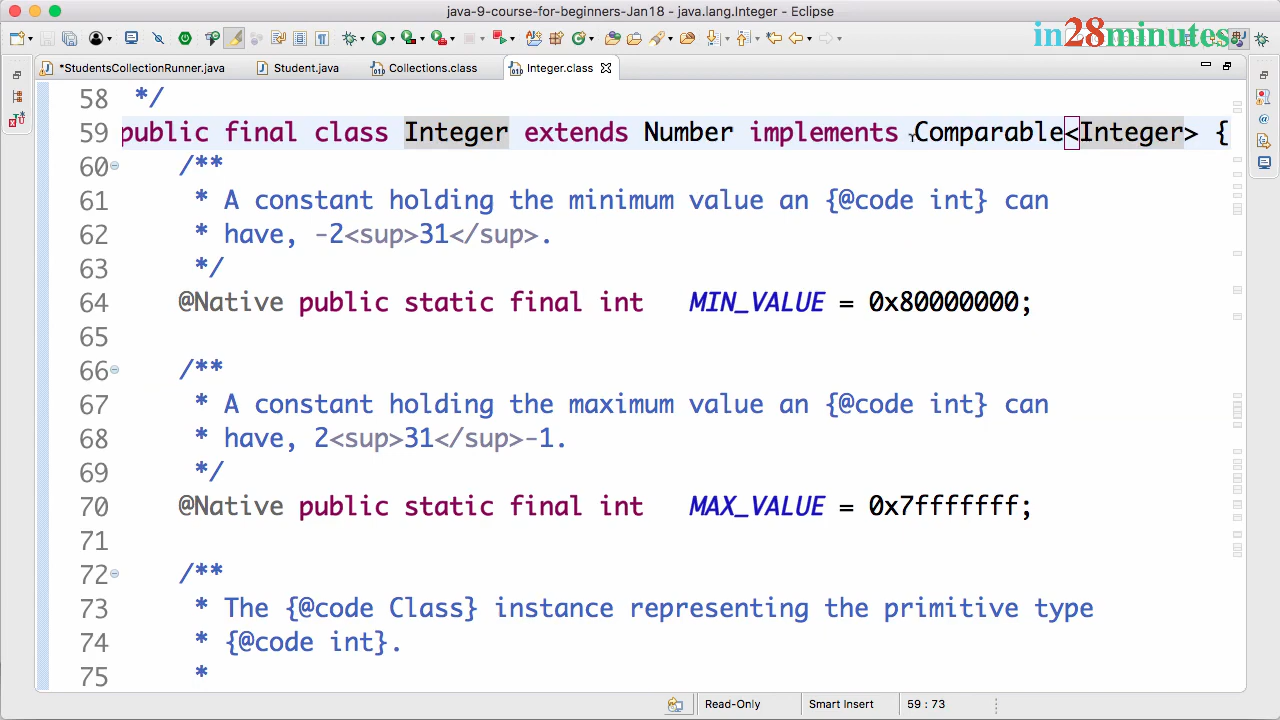 java-9-course-for-beginners-Jan18 - java.lang.Integer - Eclipse
in28minutes
*StudentsCollectionRunner.java
Student.java
Collections.class
Integer.class
58 */
59 public final class Integer extends Number implements Comparable<Integer> {
60 /**
61 * A constant holding the minimum value an {@code int} can
62 * have, -2<sup>31</sup>.
63 */
64 @Native public static final int MIN_VALUE = 0x80000000;
65
66 /**
67 * A constant holding the maximum value an {@code int} can
68 * have, 2<sup>31</sup>-1.
69 */
70 @Native public static final int MAX_VALUE = 0x7fffffff;
71
72 /**
73 * The {@code Class} instance representing the primitive type
74 * {@code int}.
75 *
Read-Only
Smart Insert
59 : 73